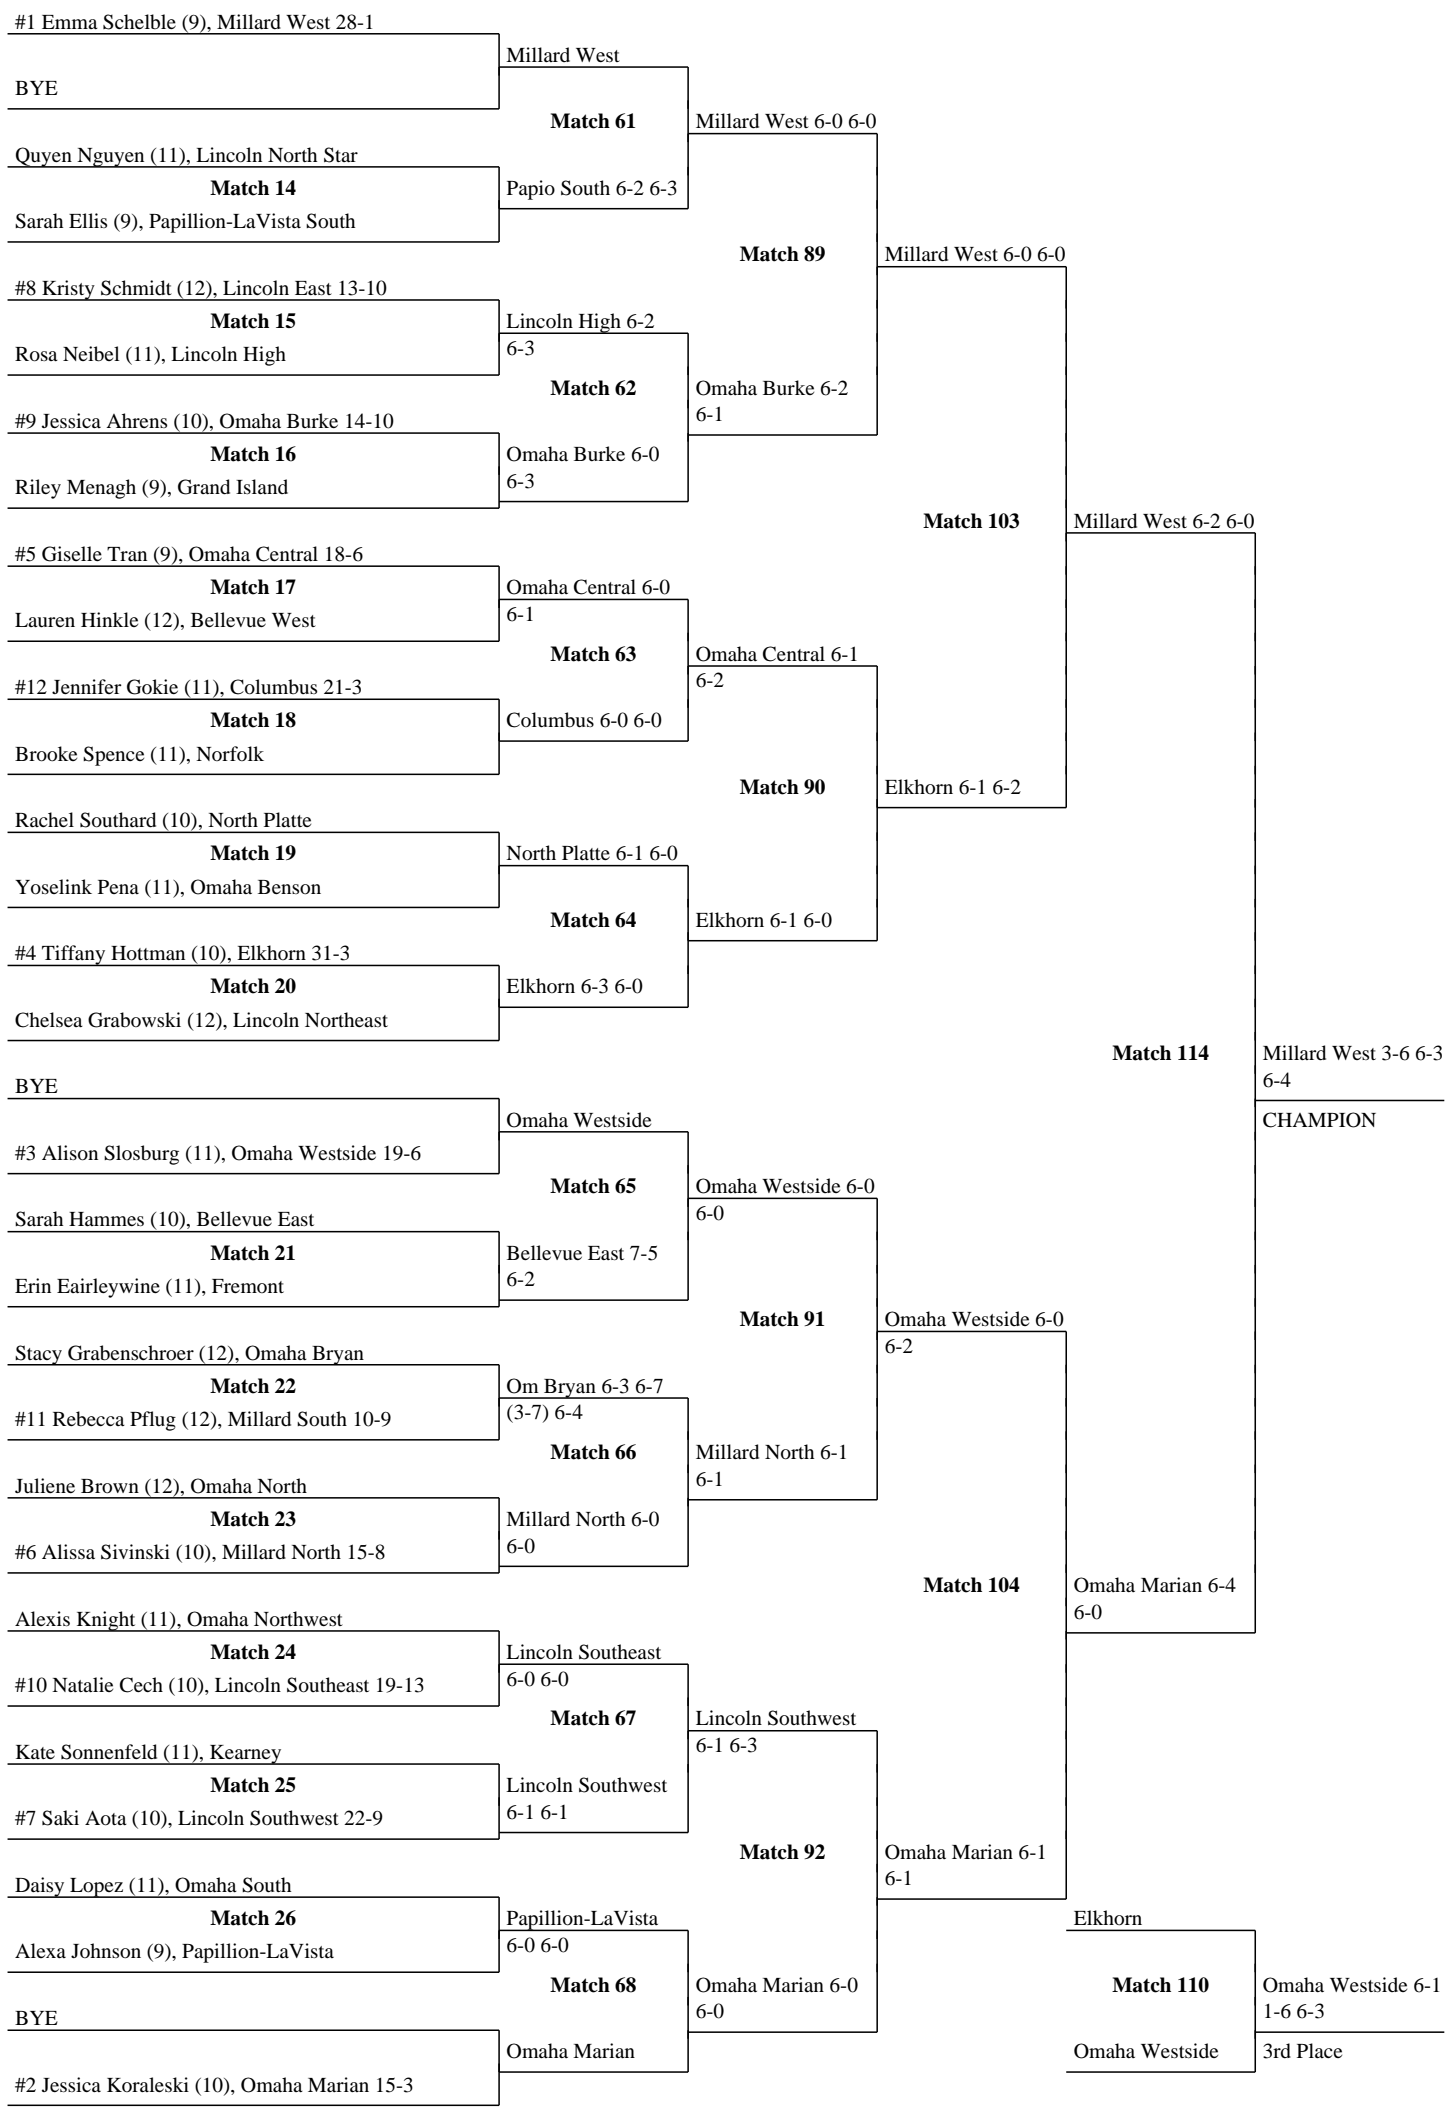 #1 Emma Schelble (9), Millard West 28-1
Millard West
BYE
Match 61
Millard West 6-0 6-0
Quyen Nguyen (11), Lincoln North Star
Match 14
Papio South 6-2 6-3
Sarah Ellis (9), Papillion-LaVista South
Match 89
Millard West 6-0 6-0
#8 Kristy Schmidt (12), Lincoln East 13-10
Match 15
Lincoln High 6-2
6-3
Rosa Neibel (11), Lincoln High
Match 62
Omaha Burke 6-2
6-1
#9 Jessica Ahrens (10), Omaha Burke 14-10
Match 16
Omaha Burke 6-0
6-3
Riley Menagh (9), Grand Island
Match 103
Millard West 6-2 6-0
#5 Giselle Tran (9), Omaha Central 18-6
Match 17
Omaha Central 6-0
6-1
Lauren Hinkle (12), Bellevue West
Match 63
Omaha Central 6-1
6-2
#12 Jennifer Gokie (11), Columbus 21-3
Match 18
Columbus 6-0 6-0
Brooke Spence (11), Norfolk
Match 90
Elkhorn 6-1 6-2
Rachel Southard (10), North Platte
Match 19
North Platte 6-1 6-0
Yoselink Pena (11), Omaha Benson
Match 64
Elkhorn 6-1 6-0
#4 Tiffany Hottman (10), Elkhorn 31-3
Match 20
Elkhorn 6-3 6-0
Chelsea Grabowski (12), Lincoln Northeast
Match 114
Millard West 3-6 6-3
6-4
CHAMPION
BYE
Omaha Westside
#3 Alison Slosburg (11), Omaha Westside 19-6
Match 65
Omaha Westside 6-0
6-0
Sarah Hammes (10), Bellevue East
Match 21
Bellevue East 7-5
6-2
Erin Eairleywine (11), Fremont
Match 91
Omaha Westside 6-0
6-2
Stacy Grabenschroer (12), Omaha Bryan
Match 22
Om Bryan 6-3 6-7
(3-7) 6-4
#11 Rebecca Pflug (12), Millard South 10-9
Match 66
Millard North 6-1
6-1
Juliene Brown (12), Omaha North
Match 23
Millard North 6-0
6-0
#6 Alissa Sivinski (10), Millard North 15-8
Match 104
Omaha Marian 6-4
6-0
Alexis Knight (11), Omaha Northwest
Match 24
Lincoln Southeast
6-0 6-0
#10 Natalie Cech (10), Lincoln Southeast 19-13
Match 67
Lincoln Southwest
6-1 6-3
Kate Sonnenfeld (11), Kearney
Match 25
Lincoln Southwest
6-1 6-1
#7 Saki Aota (10), Lincoln Southwest 22-9
Match 92
Omaha Marian 6-1
6-1
Daisy Lopez (11), Omaha South
Match 26
Papillion-LaVista
6-0 6-0
Alexa Johnson (9), Papillion-LaVista
Match 68
Omaha Marian 6-0
6-0
BYE
Omaha Marian
#2 Jessica Koraleski (10), Omaha Marian 15-3
Elkhorn
Match 110
Omaha Westside 6-1
1-6 6-3
Omaha Westside
3rd Place